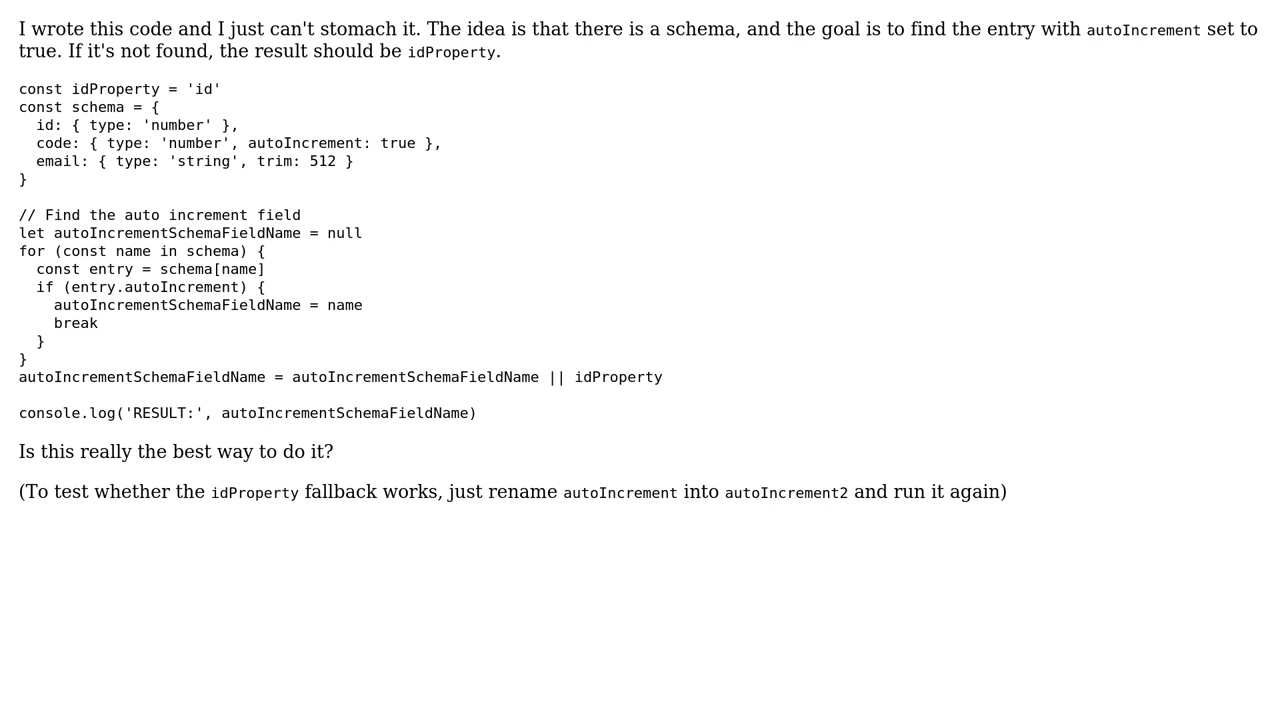 I wrote this code and I just can't stomach it. The idea is that there is a schema, and the goal is to find the entry with autoIncrement set to
true. If it's not found, the result should be idProperty.
const idProperty = 'id'
const schema = {
  id: { type: 'number' },
  code: { type: 'number', autoIncrement: true },
  email: { type: 'string', trim: 512 }
}
// Find the auto increment field
let autoIncrementSchemaFieldName = null
for (const name in schema) {
  const entry = schema[name]
  if (entry.autoIncrement) {
    autoIncrementSchemaFieldName = name
    break
  }
}
autoIncrementSchemaFieldName = autoIncrementSchemaFieldName || idProperty
console.log('RESULT:', autoIncrementSchemaFieldName)
Is this really the best way to do it?
(To test whether the idProperty fallback works, just rename autoIncrement into autoIncrement2 and run it again)